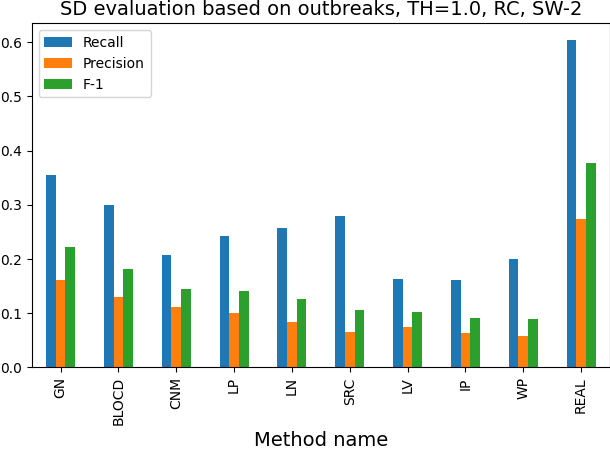 SD evaluation based on outbreaks, TH=1.0, RC, SW-2
Recall
Precision
F-1
0.6
0.5
0.4
0.3
0.2
0.1
0.0
GN
BLOCD
CNM
LP
LN
SRC
LV
IP
WP
REAL
Method name